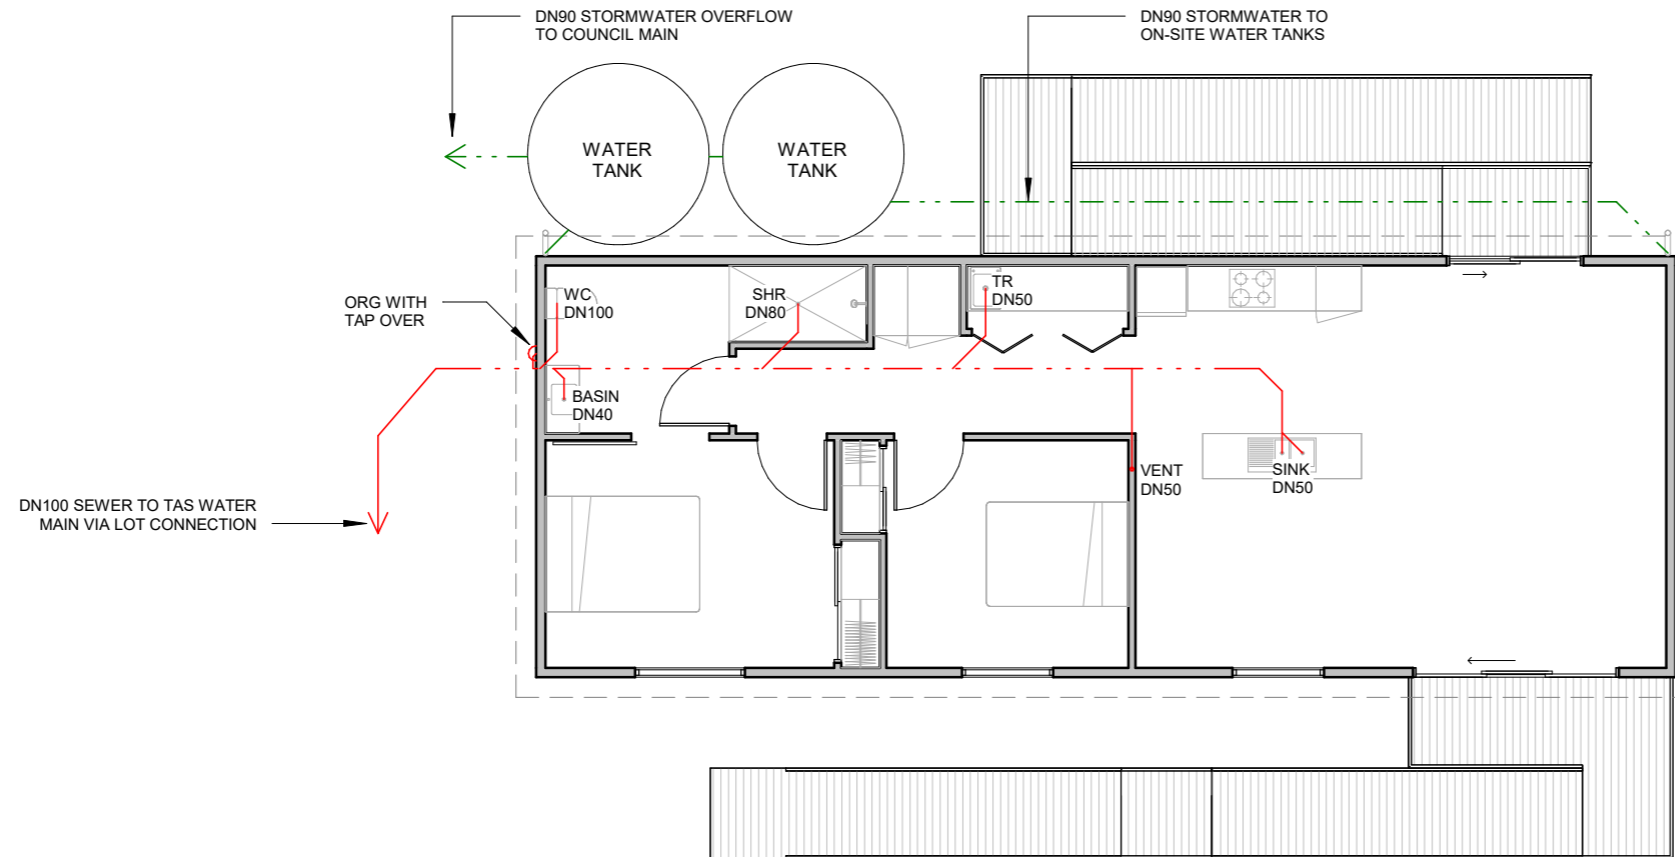 DN90 STORMWATER OVERFLOW
TO COUNCIL MAIN
DN90 STORMWATER TO
ON-SITE WATER TANKS
WATER
TANK
WATER
TANK
ORG WITH
TAP OVER
WC
DN100
SHR
DN80
TR
DN50
BASIN
DN40
VENT
DN50
SINK
DN50
DN100 SEWER TO TAS WATER
MAIN VIA LOT CONNECTION